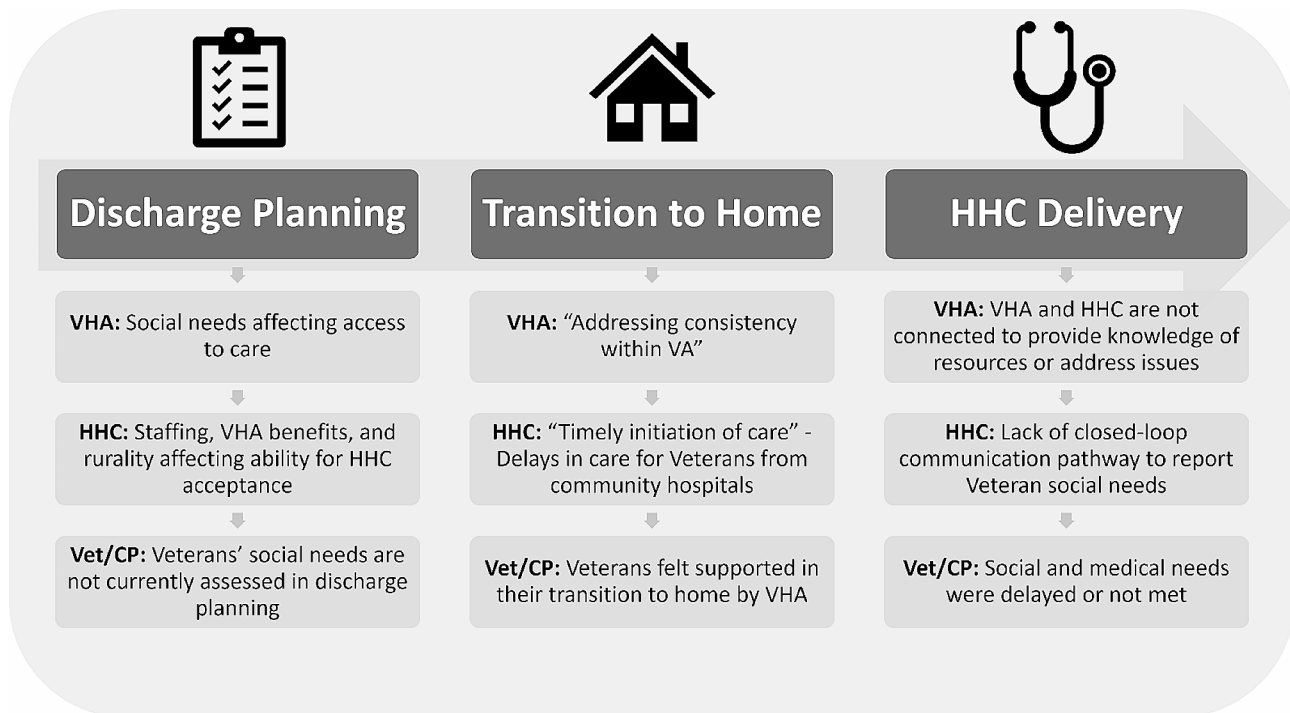 Discharge Planning
VHA: Social needs affecting access
to care
HHC: Staffing, VHA benefits, and
rurality affecting ability for HHC
acceptance
Vet/CP: Veterans’ social needs are
not currently assessed in discharge
planning
Transition to Home
VHA: “Addressing consistency
within VA”
HHC: “Timely initiation of care” -
Delays in care for Veterans from
community hospitals
Vet/CP: Veterans felt supported in
their transition to home by VHA
HHC Delivery
VHA: VHA and HHC are not
connected to provide knowledge of
resources or address issues
HHC: Lack of closed-loop
communication pathway to report
Veteran social needs
Vet/CP: Social and medical needs
were delayed or not met